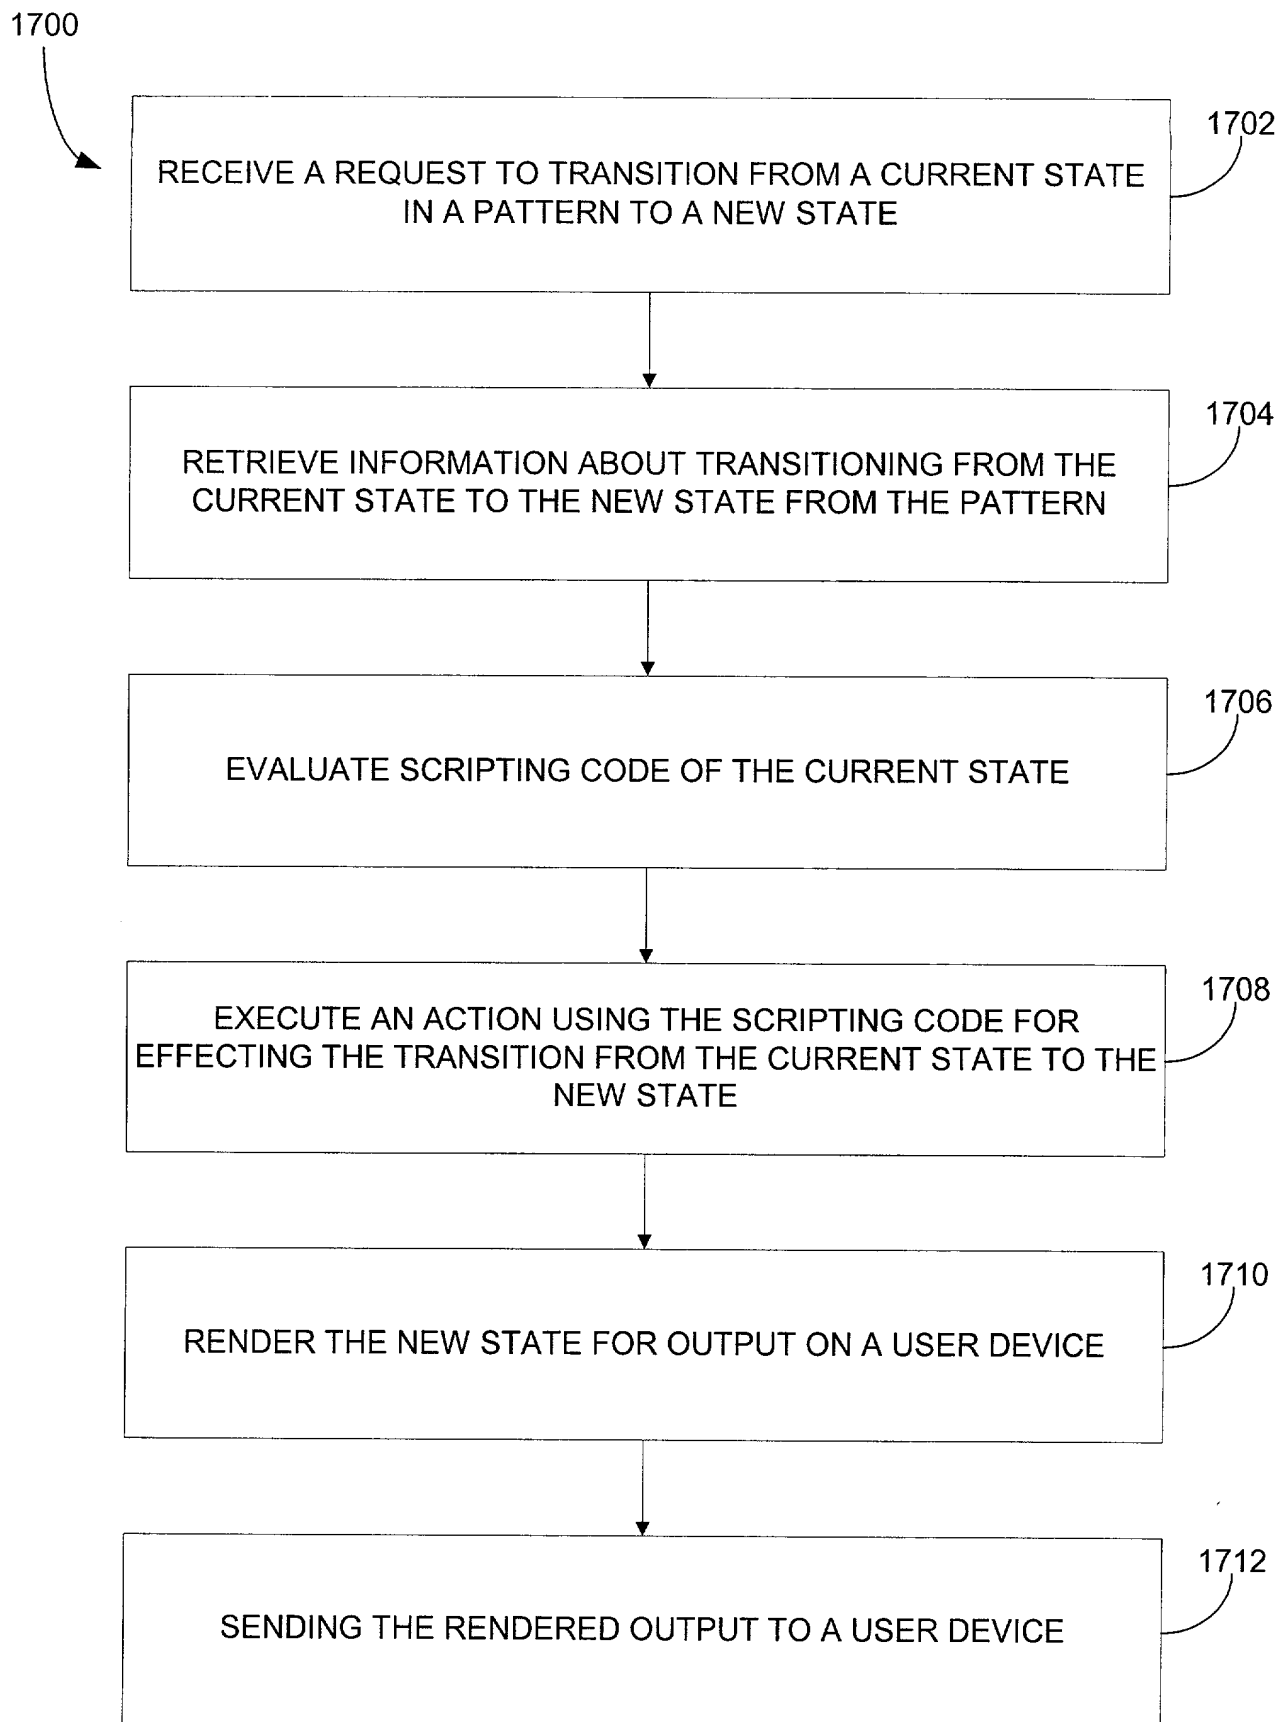 1700
1702
RECEIVE A REQUEST TO TRANSITION FROM A CURRENT STATE
IN A PATTERN TO A NEW STATE
1704
RETRIEVE INFORMATION ABOUT TRANSITIONING FROM THE
CURRENT STATE TO THE NEW STATE FROM THE PATTERN
1706
EVALUATE SCRIPTING CODE OF THE CURRENT STATE
1708
EXECUTE AN ACTION USING THE SCRIPTING CODE FOR
EFFECTING THE TRANSITION FROM THE CURRENT STATE TO THE
NEW STATE
1710
RENDER THE NEW STATE FOR OUTPUT ON A USER DEVICE
1712
SENDING THE RENDERED OUTPUT TO A USER DEVICE